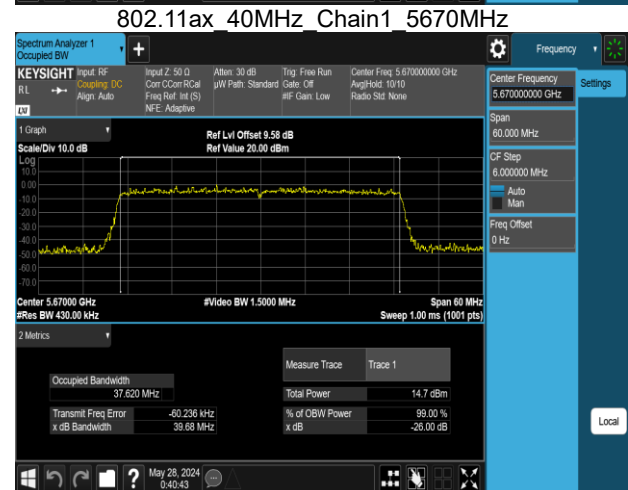 802.11ax_40MHz_Chain1_5670MHz
Spectrum Analyzer 1
Occupied BW
+
Frequency
KEYSIGHT
RL
LXI
Input: RF
Coupling: DC
Align: Auto
Input Z: 50 Ω
Corr CCorr RCal
Freq Ref: Int (S)
NFE: Adaptive
Atten: 30 dB
µW Path: Standard
Trig: Free Run
Gate: Off
#IF Gain: Low
Center Freq: 5.670000000 GHz
Avg|Hold: 10/10
Radio Std: None
Center Frequency
5.670000000 GHz
Settings
Span
60.000 MHz
CF Step
6.000000 MHz
Auto
Man
Freq Offset
0 Hz
Local
1 Graph
Scale/Div 10.0 dB
Ref Lvl Offset 9.58 dB
Ref Value 20.00 dBm
Log
10.0
0.00
-10.0
-20.0
-30.0
-40.0
-50.0
-60.0
-70.0
Center 5.67000 GHz
#Video BW 1.5000 MHz
Span 60 MHz
#Res BW 430.00 kHz
Sweep 1.00 ms (1001 pts)
2 Metrics
Measure Trace
Trace 1
Occupied Bandwidth
37.620 MHz
Total Power
14.7 dBm
Transmit Freq Error
-60.236 kHz
% of OBW Power
99.00 %
x dB Bandwidth
39.68 MHz
x dB
-26.00 dB
?
May 28, 2024
0:40:43